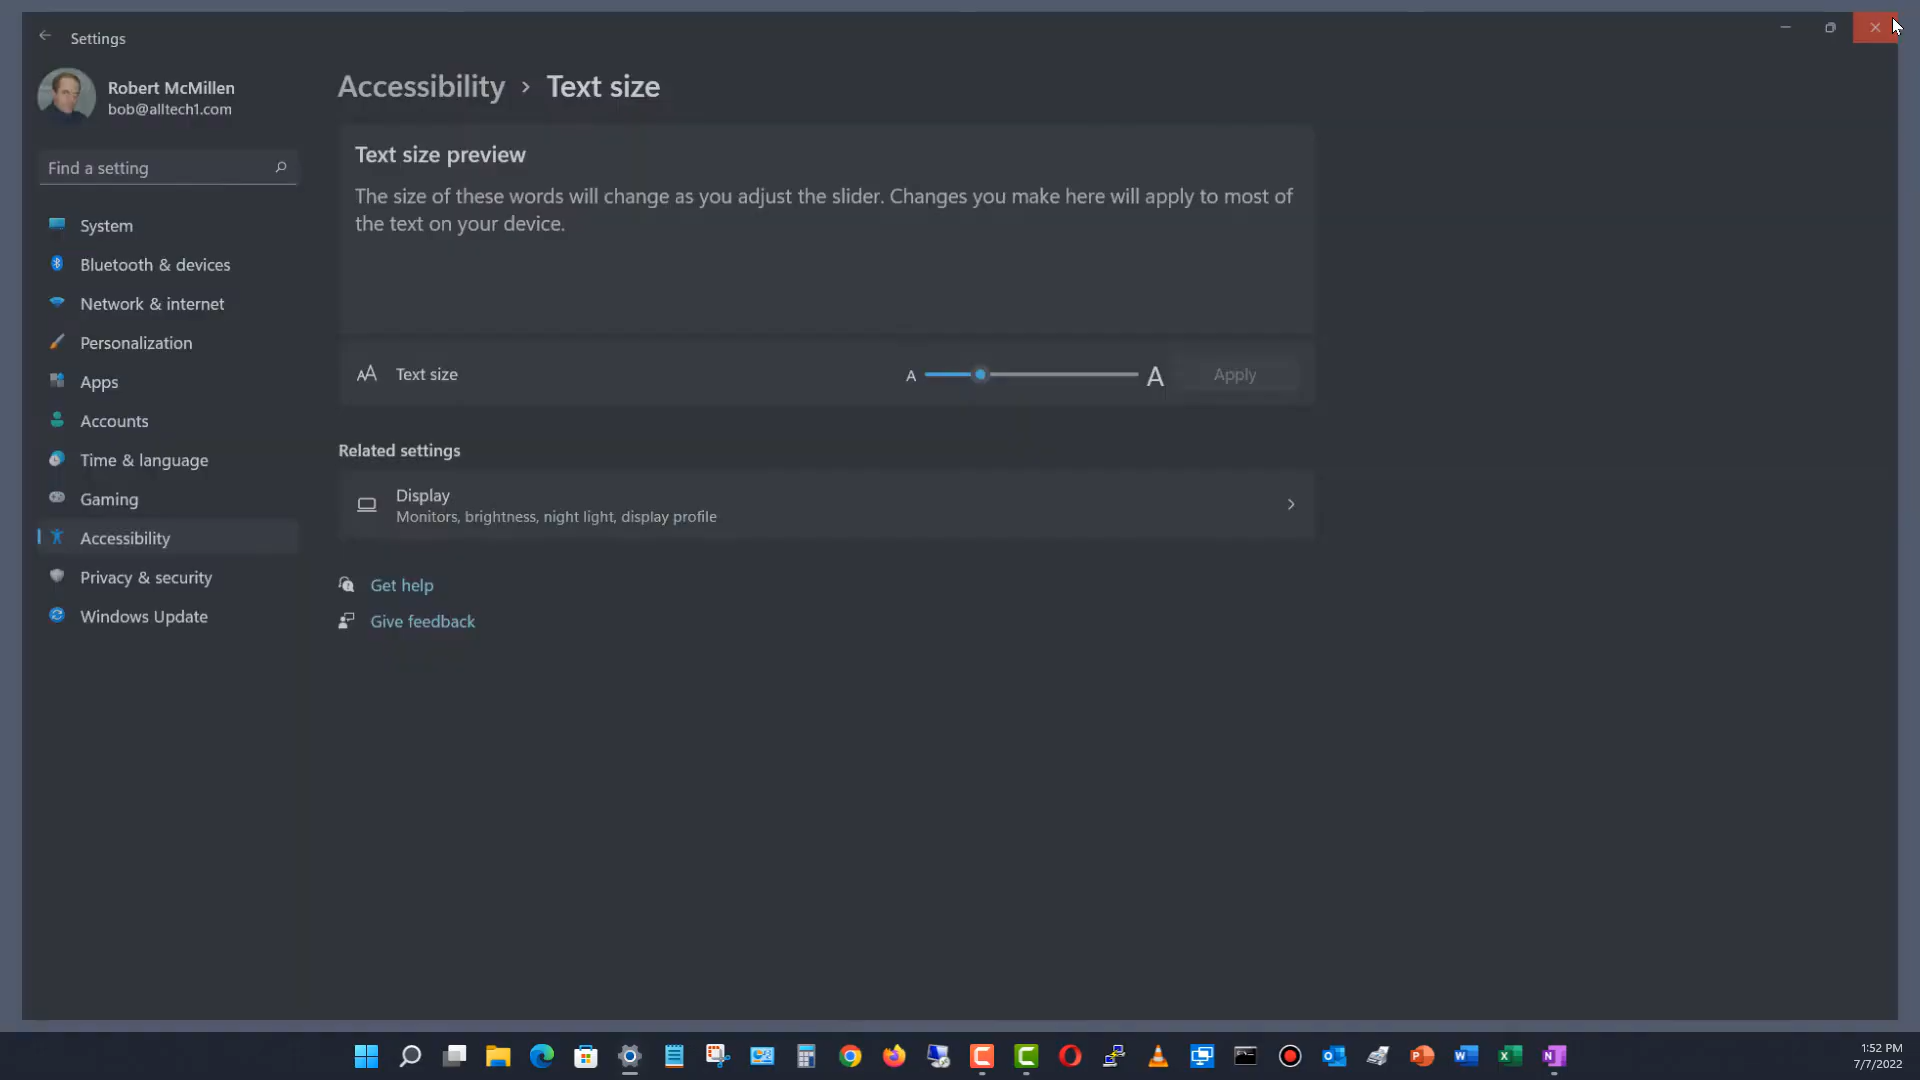 Settings
Robert McMillen
bob@alltech1.com
Find a setting
System
Bluetooth & devices
Network & internet
Personalization
Apps
Accounts
Time & language
Gaming
Accessibility
Privacy & security
Windows Update
Accessibility › Text size
Text size preview
The size of these words will change as you adjust the slider. Changes you make here will apply to most of
the text on your device.
Text size
A A
Apply
Related settings
Display
Monitors, brightness, night light, display profile
Get help
Give feedback
1:52 PM
7/7/2022